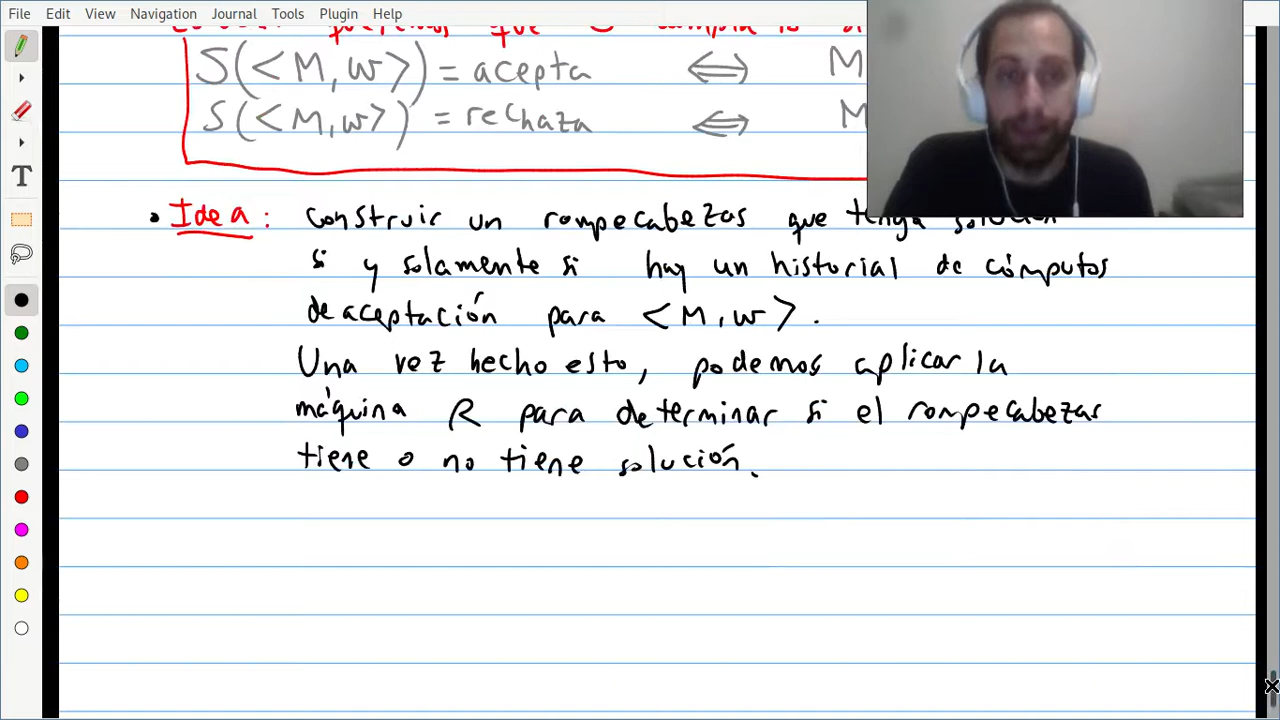 File Edit View Navigation Journal Tools Plugin Help
que
S(<M,w>) = acepta ⟺ M
S(<M,w>) = rechaza ⟺ M
• Idea: construir un rompecabezas que tenga solución
si y solamente si hay un historial de cómputos
de aceptación para <M,w>.
Una vez hecho esto, podemos aplicar la
máquina R para determinar si el rompecabezas
tiene o no tiene solución.
T